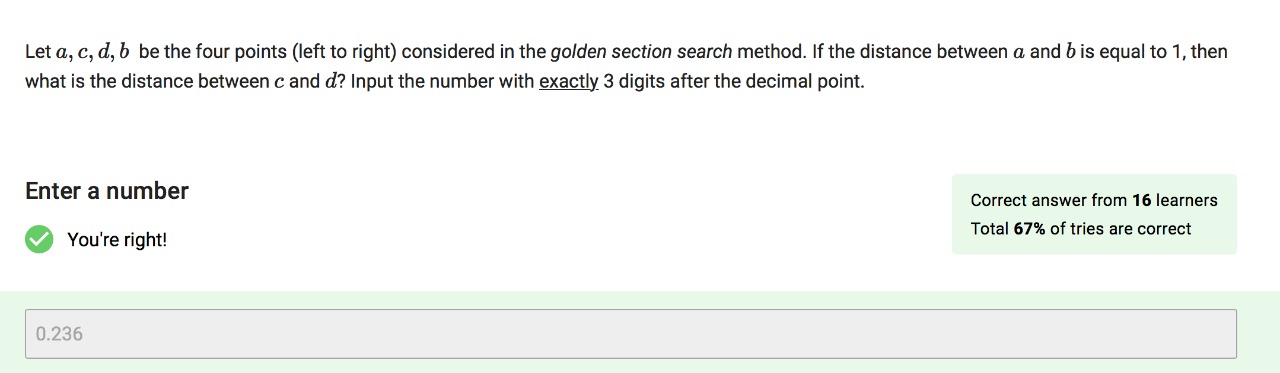 Let a, c, d, b be the four points (left to right) considered in the golden section search method. If the distance between a and b is equal to 1, then
what is the distance between c and d? Input the number with exactly 3 digits after the decimal point.
Enter a number
Correct answer from 16 learners
Total 67% of tries are correct
You're right!
0.236